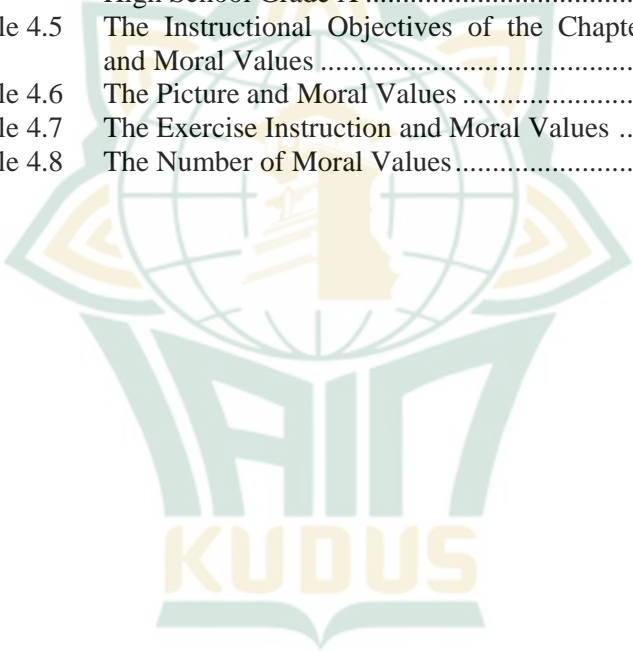 le 4.5 The Instructional Objectives of the Chapte
and Moral Values ............................................
le 4.6 The Picture and Moral Values ........................
le 4.7 The Exercise Instruction and Moral Values ..
le 4.8 The Number of Moral Values .........................
IAIN
KUDUS